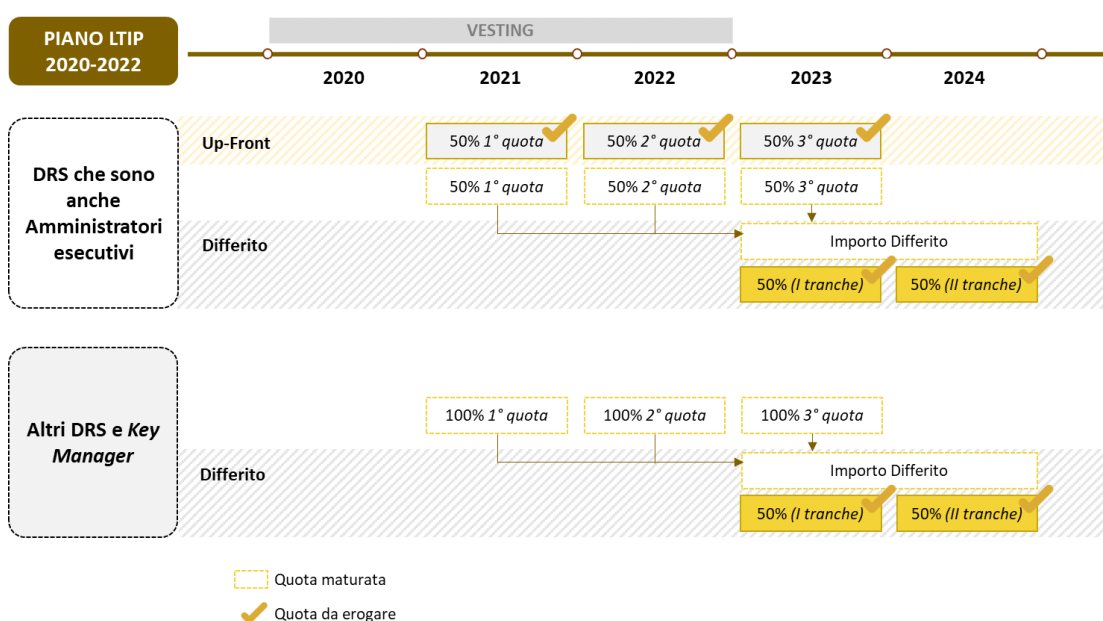 PIANO LTIP
2020-2022
VESTING
2020 2021 2022 2023 2024
DRS che sono
anche
Amministratori
esecutivi
Up-Front
50% 1° quota 50% 2° quota 50% 3° quota
50% 1° quota 50% 2° quota 50% 3° quota
Differito
Importo Differito
50% (I tranche) 50% (II tranche)
Altri DRS e Key
Manager
100% 1° quota 100% 2° quota 100% 3° quota
Differito
Importo Differito
50% (I tranche) 50% (II tranche)
Quota maturata
Quota da erogare